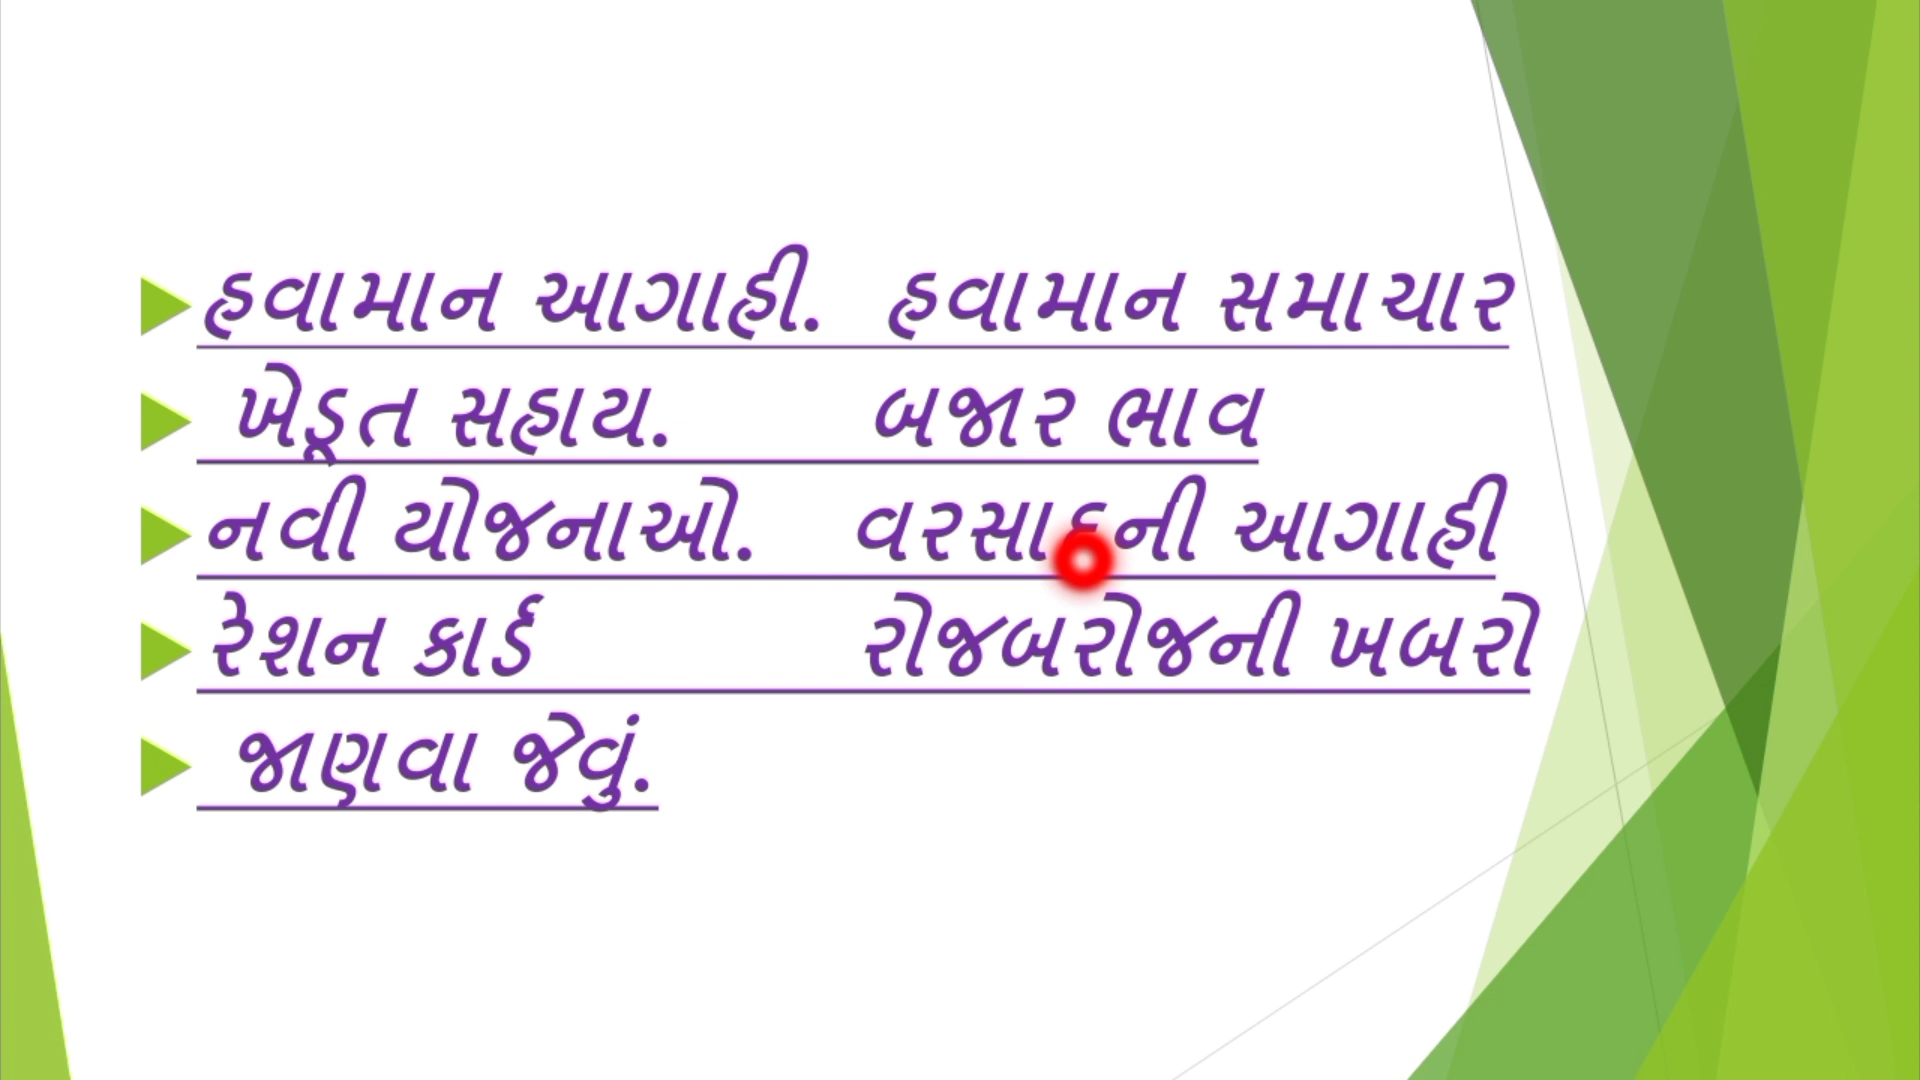 હવામાન આગાહી. હવામાન સમાચાર
ખેડૂત સહાય. બજાર ભાવ
નવી યોજનાઓ. વરસાદની આગાહી
રેશન કાર્ડ રોજબરોજની ખબરો
જાણવા જેવું.